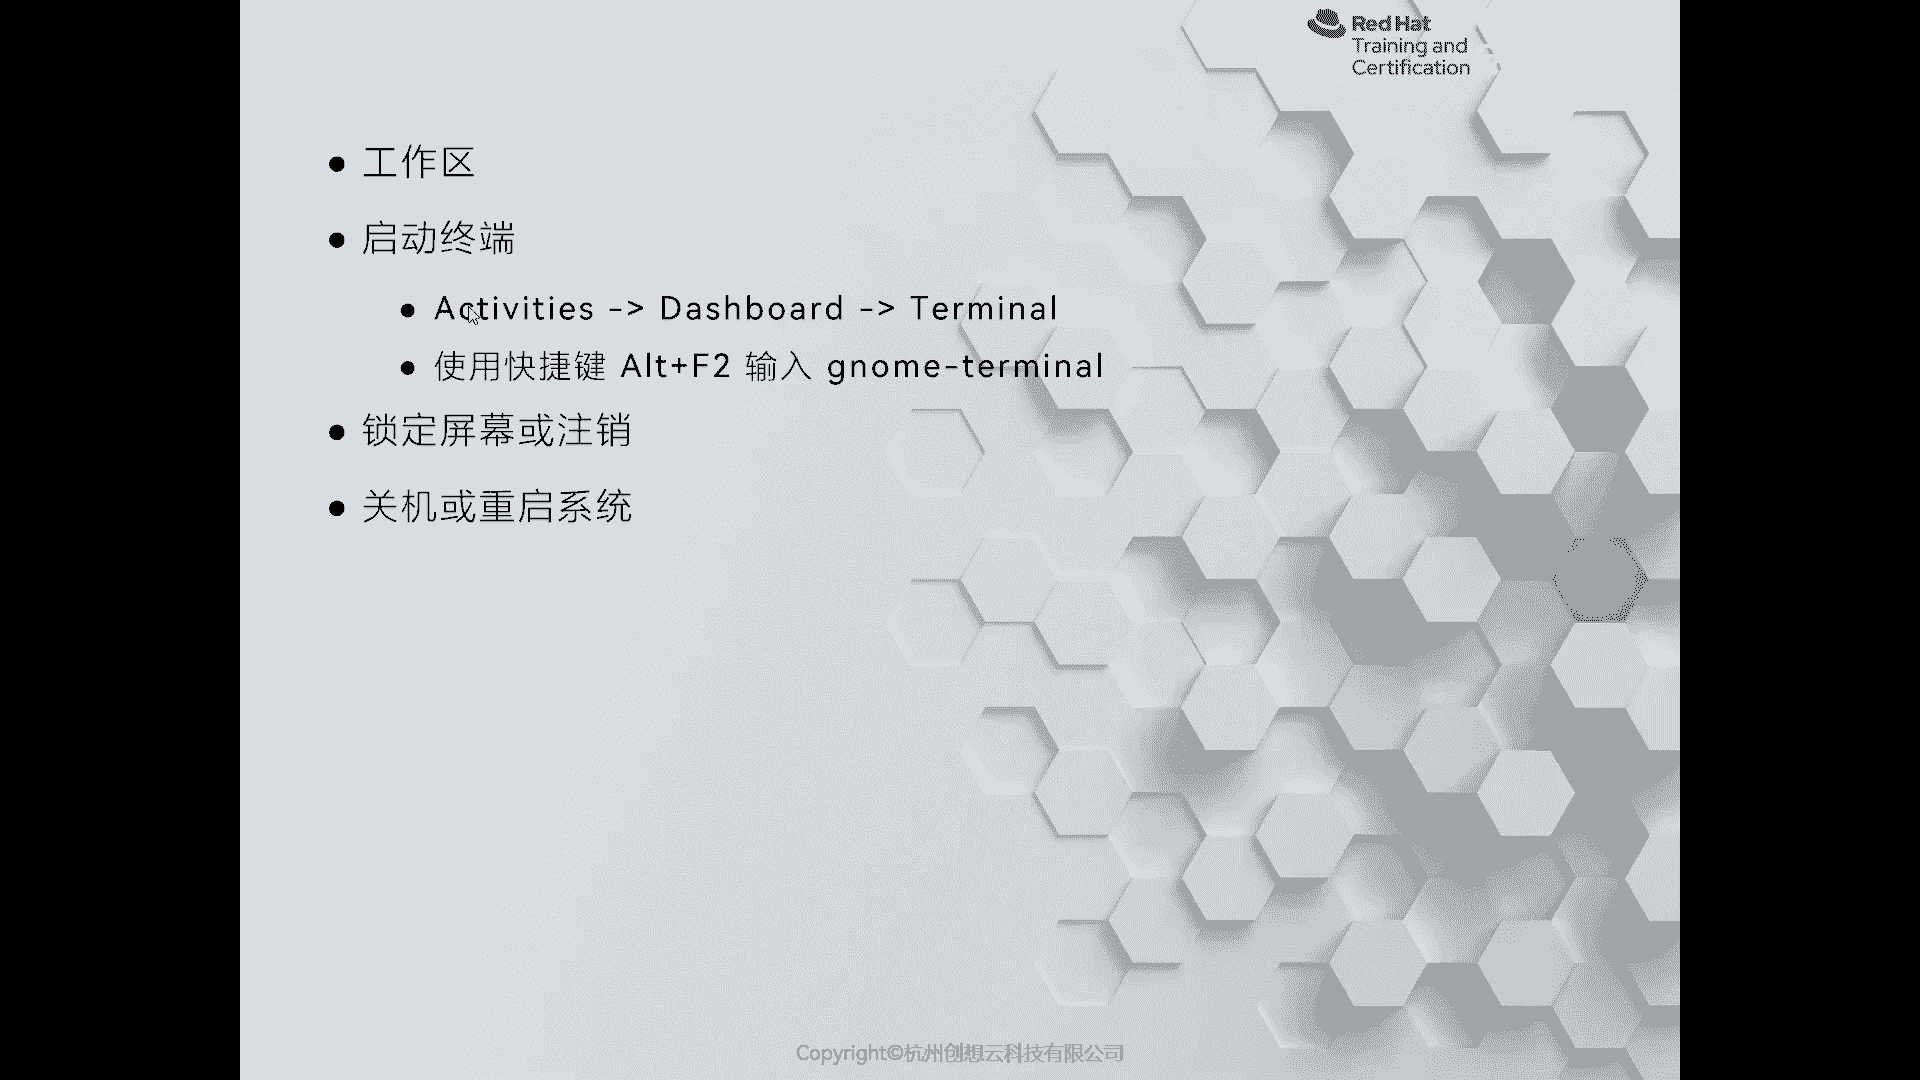 Red Hat
Training and
Certification
● 工作区
● 启动终端
● Activities -> Dashboard -> Terminal
● 使用快捷键 Alt+F2 输入 gnome-terminal
● 锁定屏幕或注销
● 关机或重启系统
Copyright©杭州创想云科技有限公司